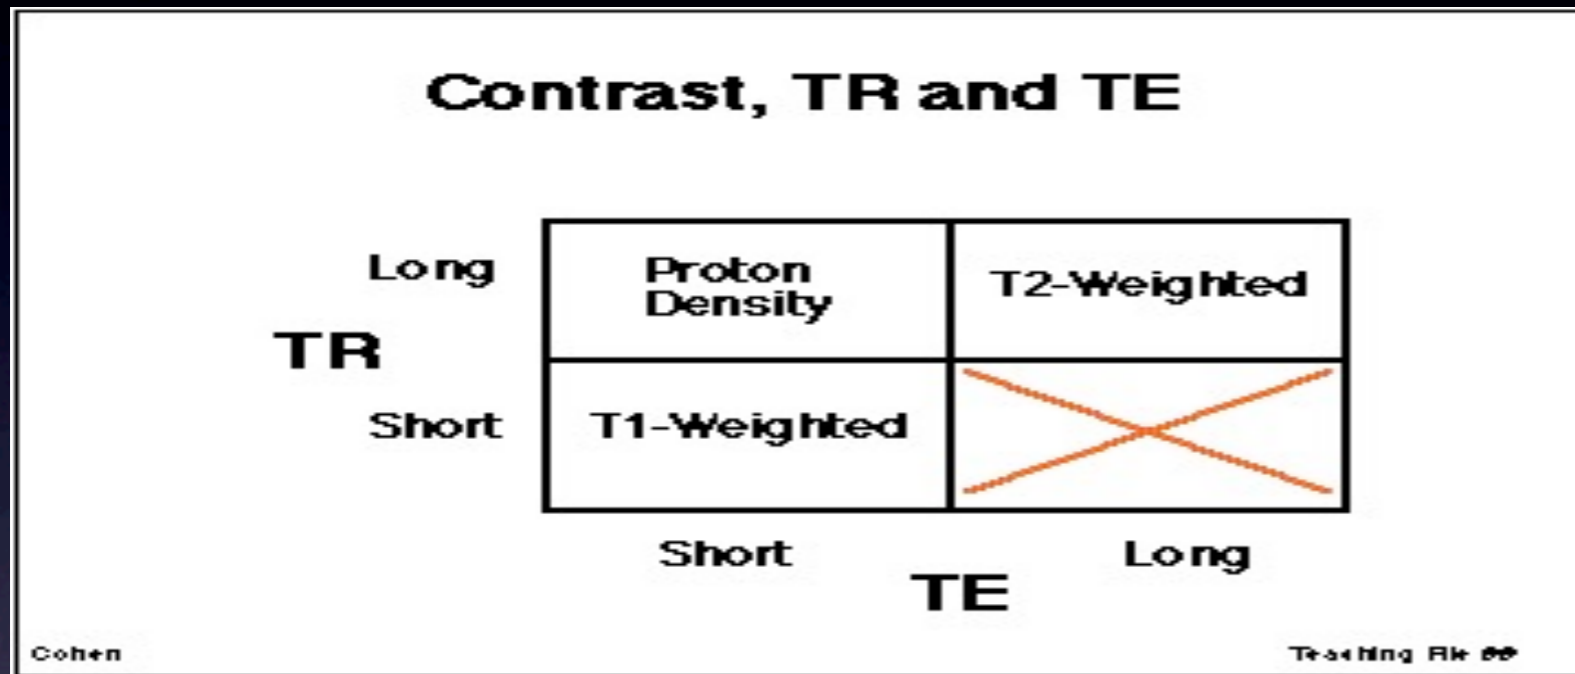 Contrast, TR and TE
Long
Proton
Density
T2-Weighted
TR
Short
T1-Weighted
Short
Long
TE
Cohen
Teaching File